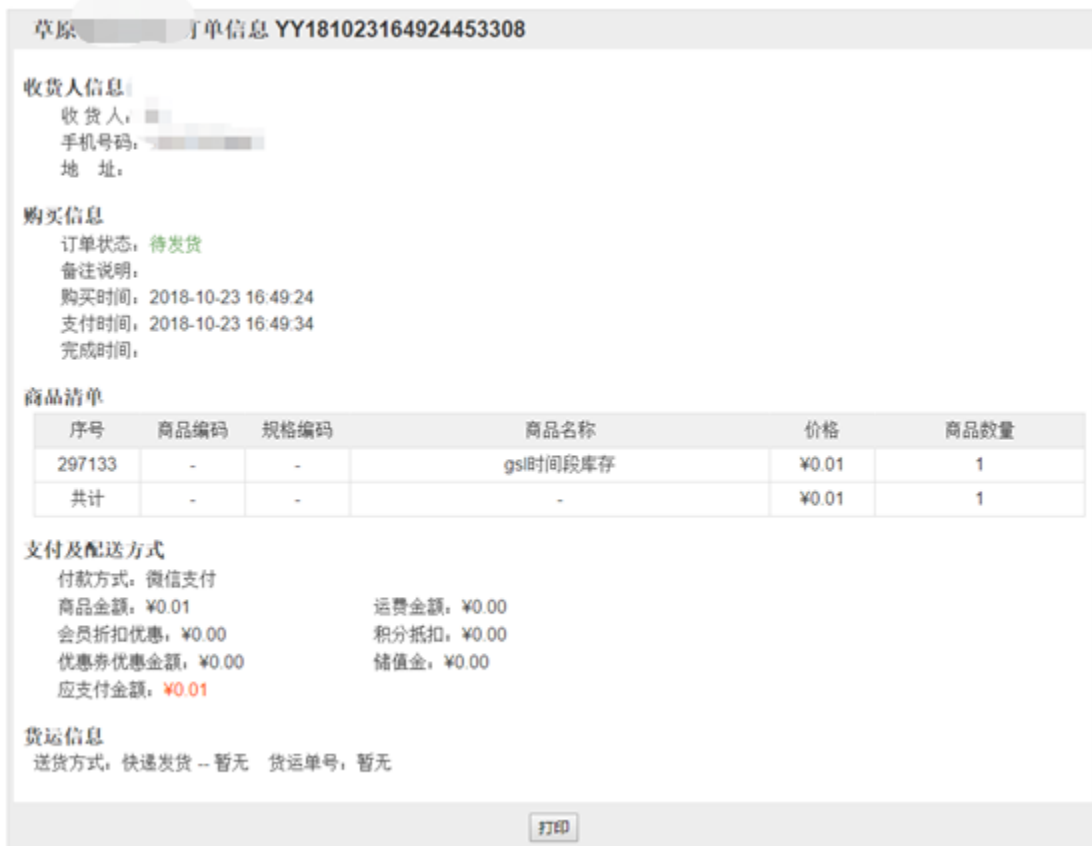 草原 订单信息 YY181023164924453308
收货人信息
收 货 人：
手机号码：
地 址：
购买信息
订单状态：待发货
备注说明：
购买时间：2018-10-23 16:49:24
支付时间：2018-10-23 16:49:34
完成时间：
商品清单
序号 商品编码 规格编码 商品名称 价格 商品数量
297133 - - gsl时间段库存 ¥0.01 1
共计 - - - ¥0.01 1
支付及配送方式
付款方式：微信支付
商品金额：¥0.01 运费金额：¥0.00
会员折扣优惠：¥0.00 积分抵扣：¥0.00
优惠券优惠金额：¥0.00 储值金：¥0.00
应支付金额：¥0.01
货运信息
送货方式：快递发货 -- 暂无 货运单号：暂无
打印